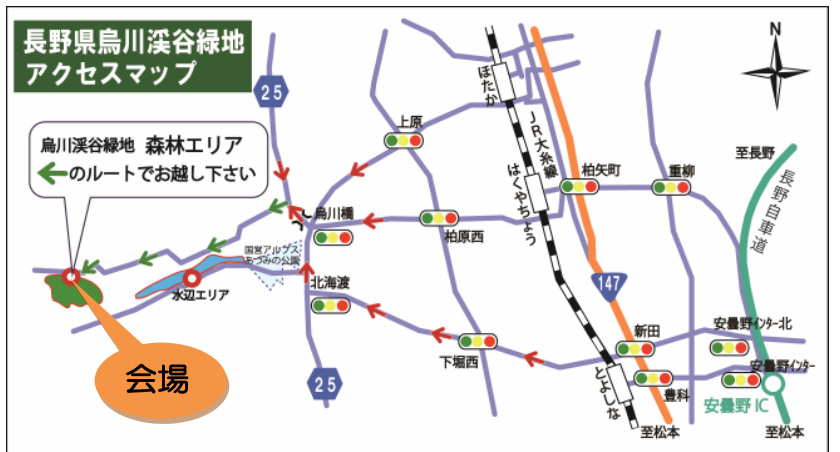 長野県烏川渓谷緑地
アクセスマップ
烏川渓谷緑地 森林エリア
のルートでお越し下さい
25
N
ほたか
上原
JR大糸線
はくやちょう
柏矢町
重柳
至長野
長野自車道
烏川橋
柏原西
国営アルプス
あづみの公園
水辺エリア
北海渡
147
会場
25
下堀西
新田
安曇野インター北
安曇野インター
とよしな
豊科
安曇野IC
至松本
至松本